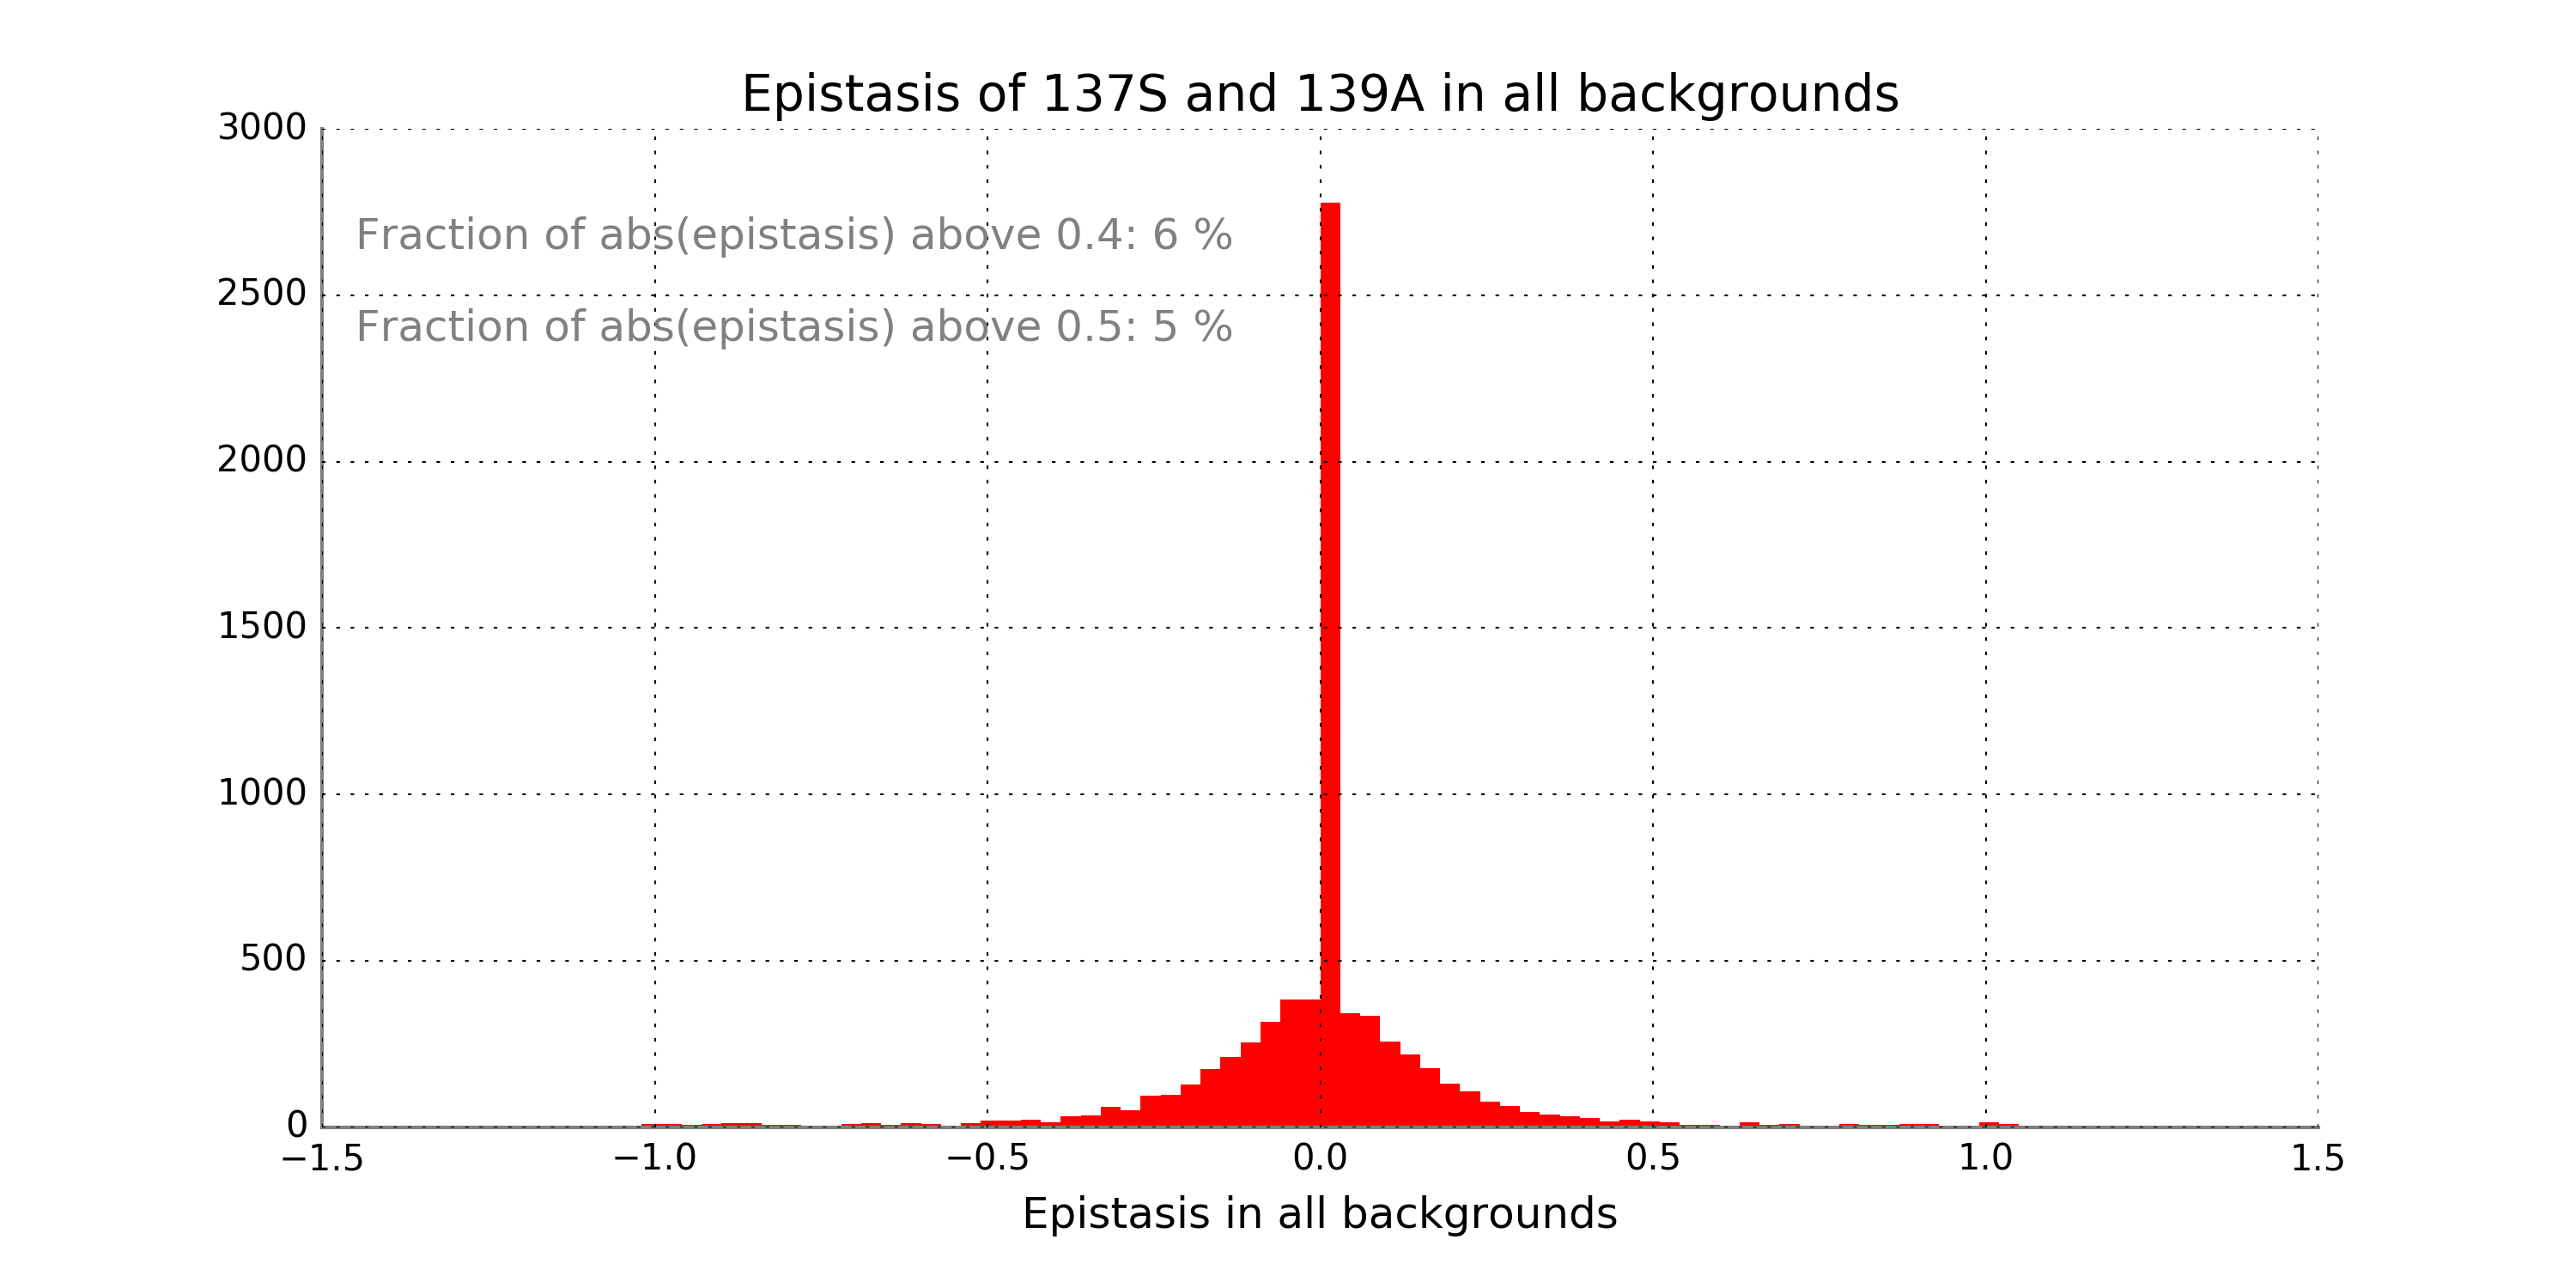 Epistasis of 137S and 139A in all backgrounds
3000
Fraction of abs(epistasis) above 0.4: 6 %
2500
Fraction of abs(epistasis) above 0.5: 5 %
2000
1500
1000
500
0
−1.5 −1.0 −0.5 0.0 0.5 1.0 1.5
Epistasis in all backgrounds